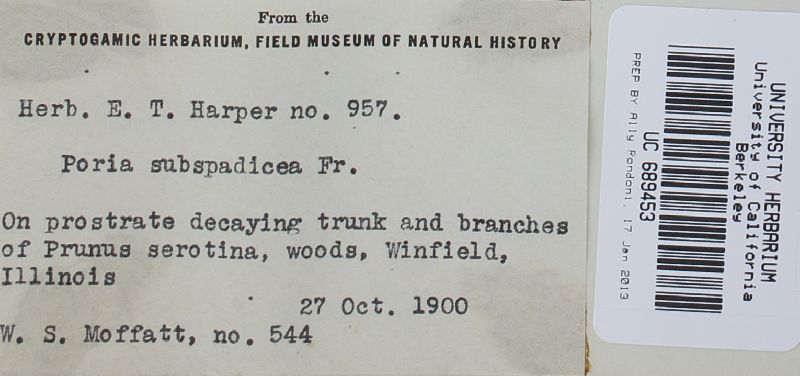 From the
CRYPTOGAMIC HERBARIUM, FIELD MUSEUM OF NATURAL HISTORY
Herb. E. T. Harper no. 957.
Poria subspadicea Fr.
On prostrate decaying trunk and branches
of Prunus serotina, woods, Winfield,
Illinois
27 Oct. 1900
W. S. Moffatt, no. 544
UNIVERSITY HERBARIUM
University of California
Berkeley
UC 689453
PREP BY Ally Rondoni, 17 Jan 2013